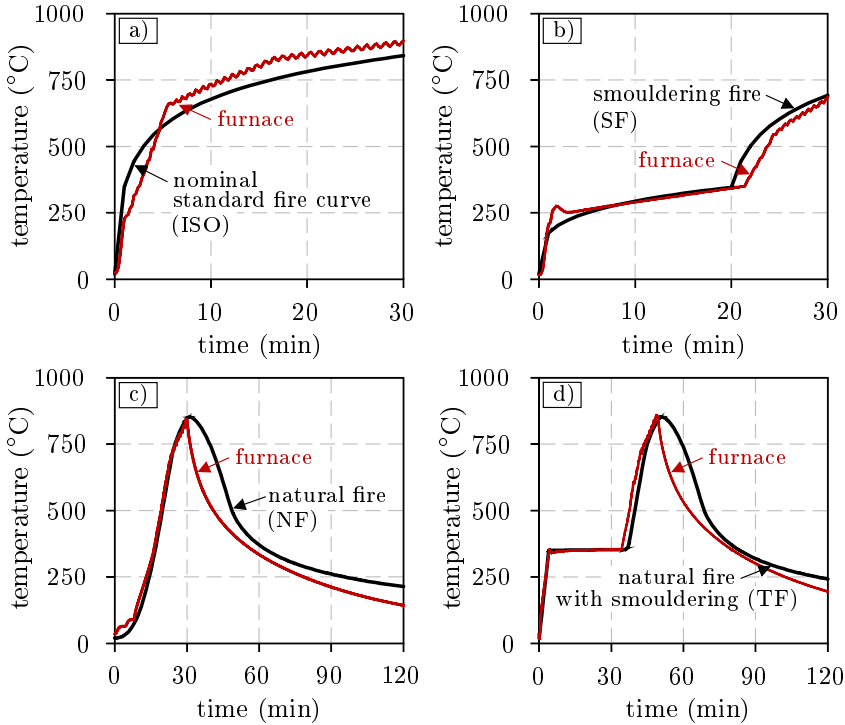 a)
1000
750
500
250
0
temperature (°C)
furnace
nominal
standard fire curve
(ISO)
0 10 20 30
time (min)
b)
1000
750
500
250
0
temperature (°C)
smouldering fire
(SF)
furnace
0 10 20 30
time (min)
c)
1000
750
500
250
0
temperature (°C)
furnace
natural fire
(NF)
0 30 60 90 120
time (min)
d)
1000
750
500
250
0
temperature (°C)
furnace
natural fire
with smouldering (TF)
0 30 60 90 120
time (min)